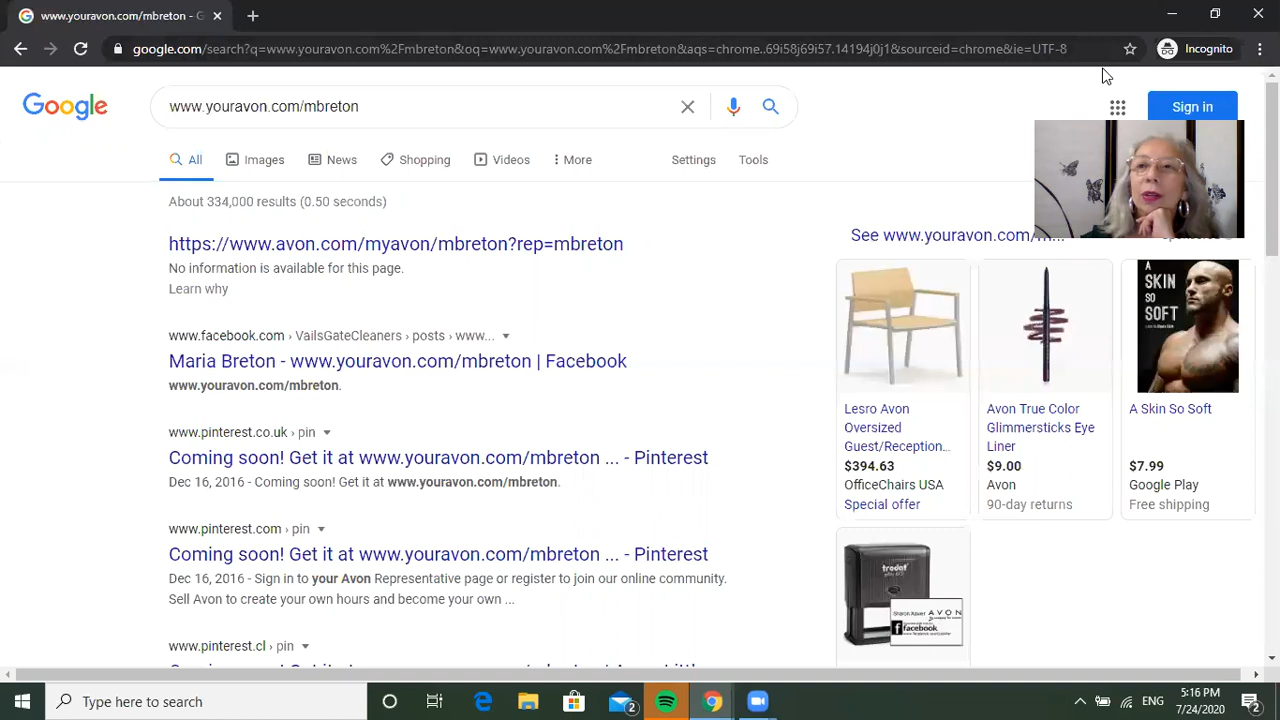 www.youravon.com/mbreton - G
google.com/search?q=www.youravon.com%2Fmbreton&oq=www.youravon.com%2Fmbreton&aqs=chrome..69i58j69i57.14194j0j1&sourceid=chrome&ie=UTF-8
Incognito
Google
www.youravon.com/mbreton
Sign in
All
Images
News
Shopping
Videos
More
Settings
Tools
About 334,000 results (0.50 seconds)
https://www.avon.com/myavon/mbreton?rep=mbreton
No information is available for this page.
Learn why
www.facebook.com › VailsGateCleaners › posts › www...
Maria Breton - www.youravon.com/mbreton | Facebook
www.youravon.com/mbreton.
www.pinterest.co.uk › pin
Coming soon! Get it at www.youravon.com/mbreton ... - Pinterest
Dec 16, 2016 - Coming soon! Get it at www.youravon.com/mbreton.
www.pinterest.com › pin
Coming soon! Get it at www.youravon.com/mbreton ... - Pinterest
Dec 16, 2016 - Sign in to your Avon Representative page or register to join our online community.
Sell Avon to create your own hours and become your own ...
www.pinterest.cl › pin
See www.youravon.com/m...
Lesro Avon
Oversized
Guest/Reception...
$394.63
OfficeChairs USA
Special offer
Avon True Color
Glimmersticks Eye
Liner
$9.00
Avon
90-day returns
A
SKIN
SO
SOFT
A Skin So Soft
$7.99
Google Play
Free shipping
trodat
AVON
facebook
Type here to search
2
ENG
5:16 PM
7/24/2020
2